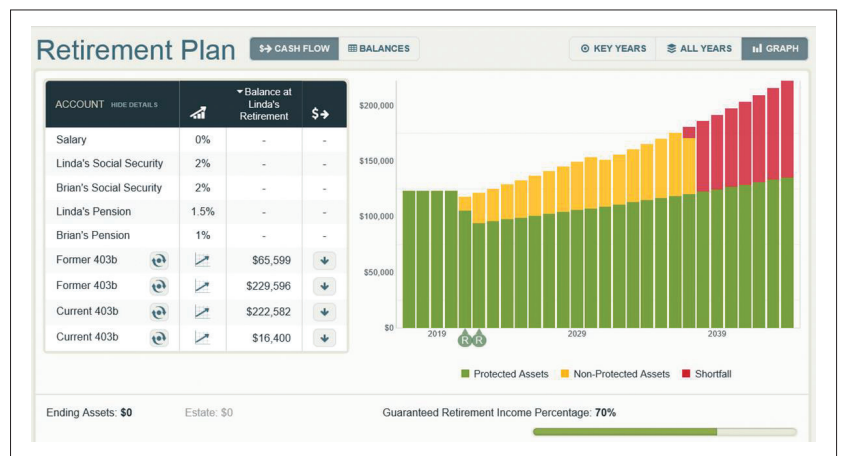 Retirement Plan
$→ CASH FLOW
BALANCES
KEY YEARS
ALL YEARS
GRAPH
ACCOUNT HIDE DETAILS
Balance at
Linda's
Retirement
$→
Salary 0% - -
Linda's Social Security 2% - -
Brian's Social Security 2% - -
Linda's Pension 1.5% - -
Brian's Pension 1% - -
Former 403b $65,599
Former 403b $229,596
Current 403b $222,582
Current 403b $16,400
$200,000
$150,000
$100,000
$50,000
$0
2019 2029 2039
R R
Protected Assets Non-Protected Assets Shortfall
Ending Assets: $0 Estate: $0 Guaranteed Retirement Income Percentage: 70%